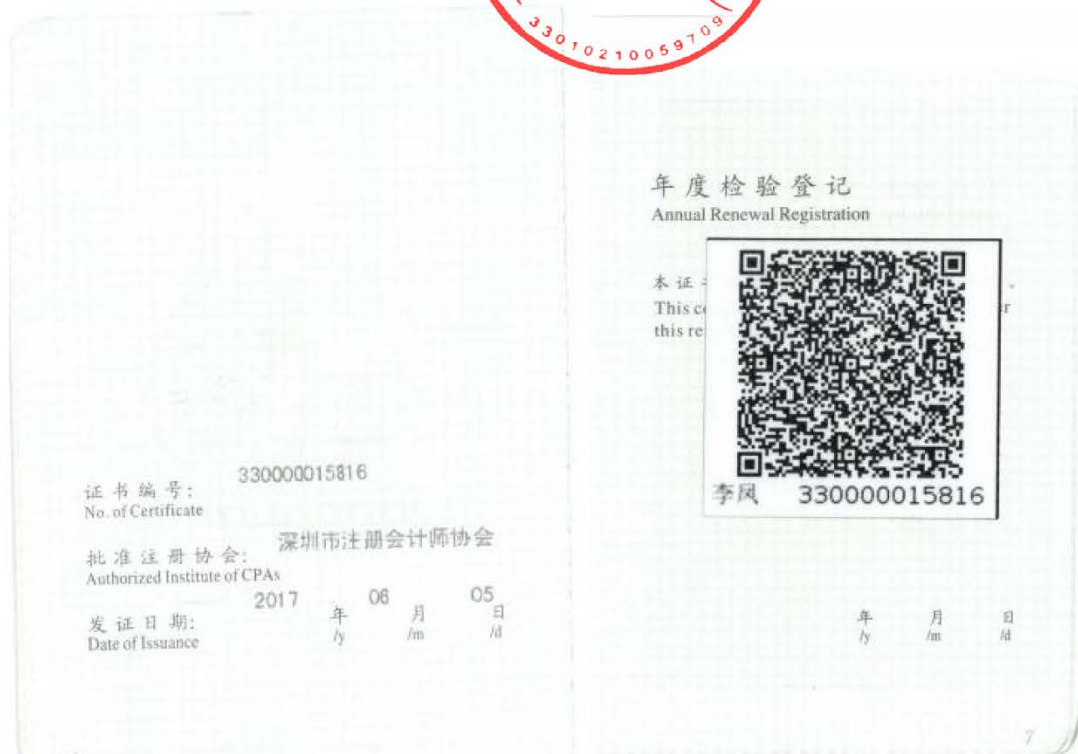 33010210059709
证书编号:
330000015816
No. of Certificate
批准注册协会:
深圳市注册会计师协会
Authorized Institute of CPAs
发证日期:
2017 年 06 月 05 日
Date of Issuance
/y /m /d
年度检验登记
Annual Renewal Registration
本证
This
this re
李凤 330000015816
年 月 日
/y /m /d
7